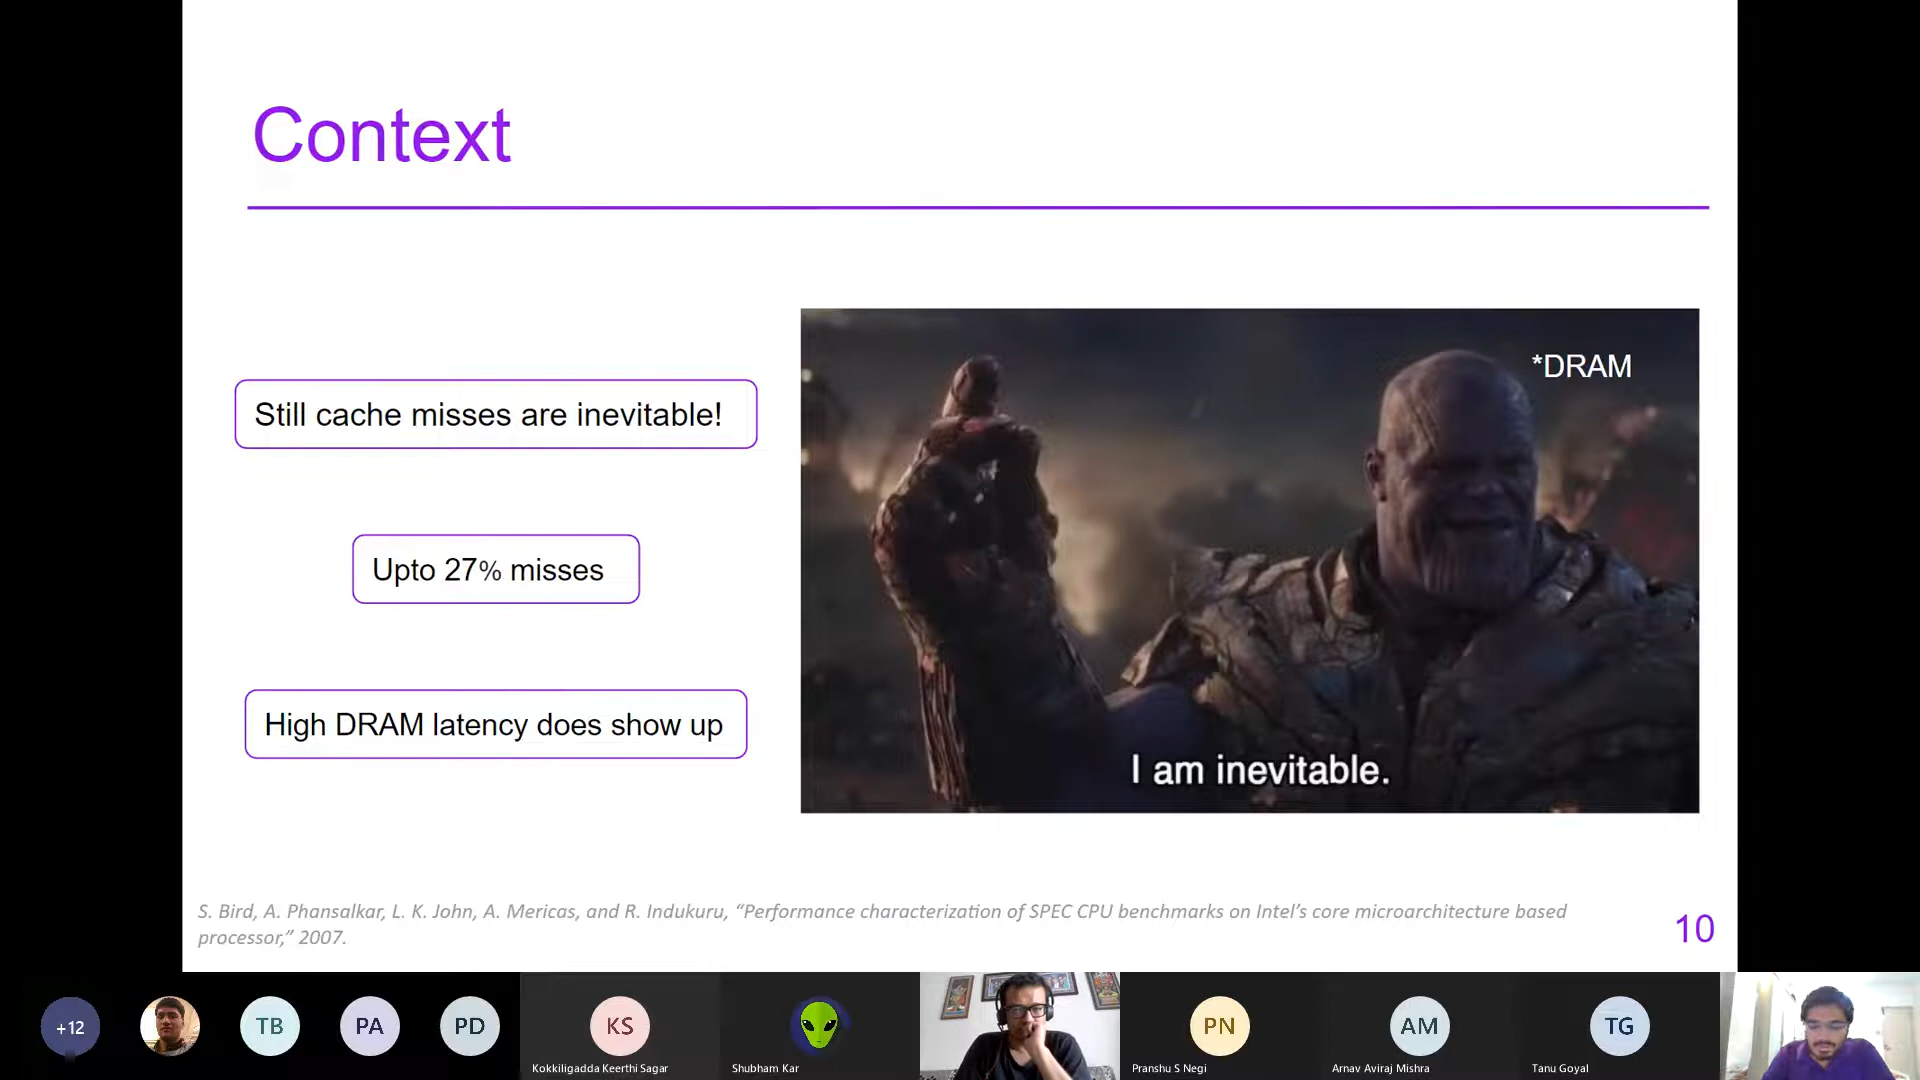 Context
Still cache misses are inevitable!
Upto 27% misses
High DRAM latency does show up
*DRAM
I am inevitable.
S. Bird, A. Phansalkar, L. K. John, A. Mericas, and R. Indukuru, “Performance characterization of SPEC CPU benchmarks on Intel’s core microarchitecture based
processor,” 2007.
10
+12
TB
PA
PD
KS
PN
AM
TG
Kokkiligadda Keerthi Sagar
Shubham Kar
Pranshu S Negi
Arnav Aviraj Mishra
Tanu Goyal